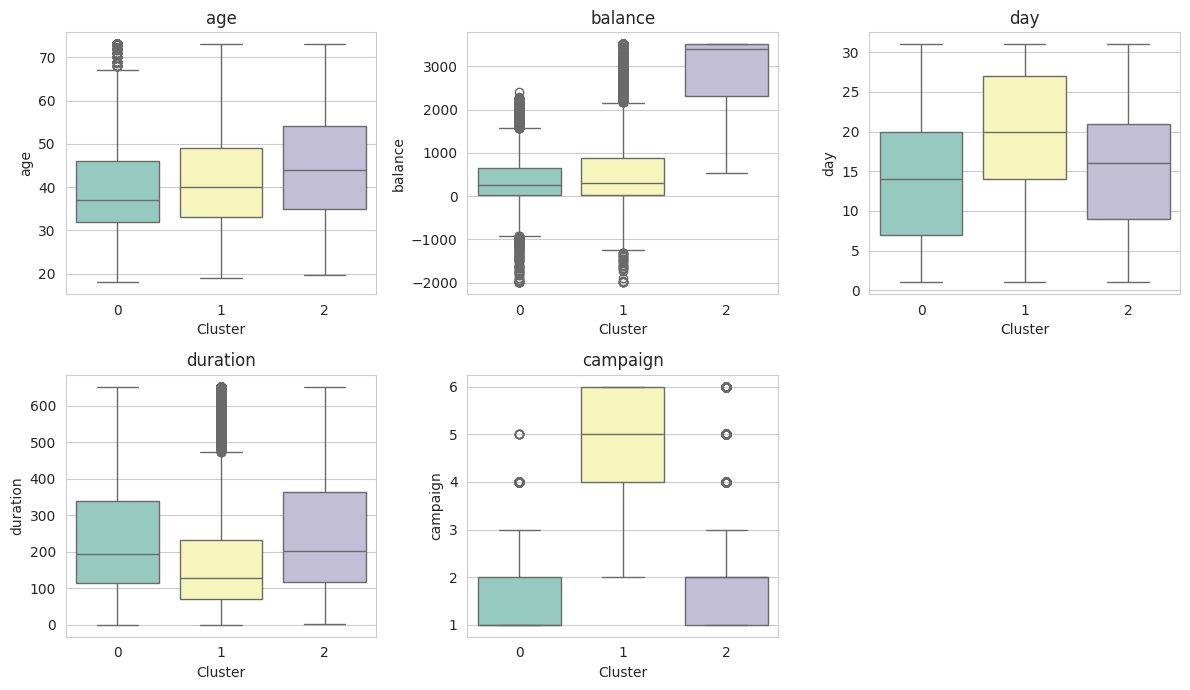 age
age
70
60
50
40
30
20
0 1 2
Cluster
balance
balance
3000
2000
1000
0
−1000
−2000
0 1 2
Cluster
day
day
30
25
20
15
10
5
0
0 1 2
Cluster
duration
duration
600
500
400
300
200
100
0
0 1 2
Cluster
campaign
campaign
6
5
4
3
2
1
0 1 2
Cluster